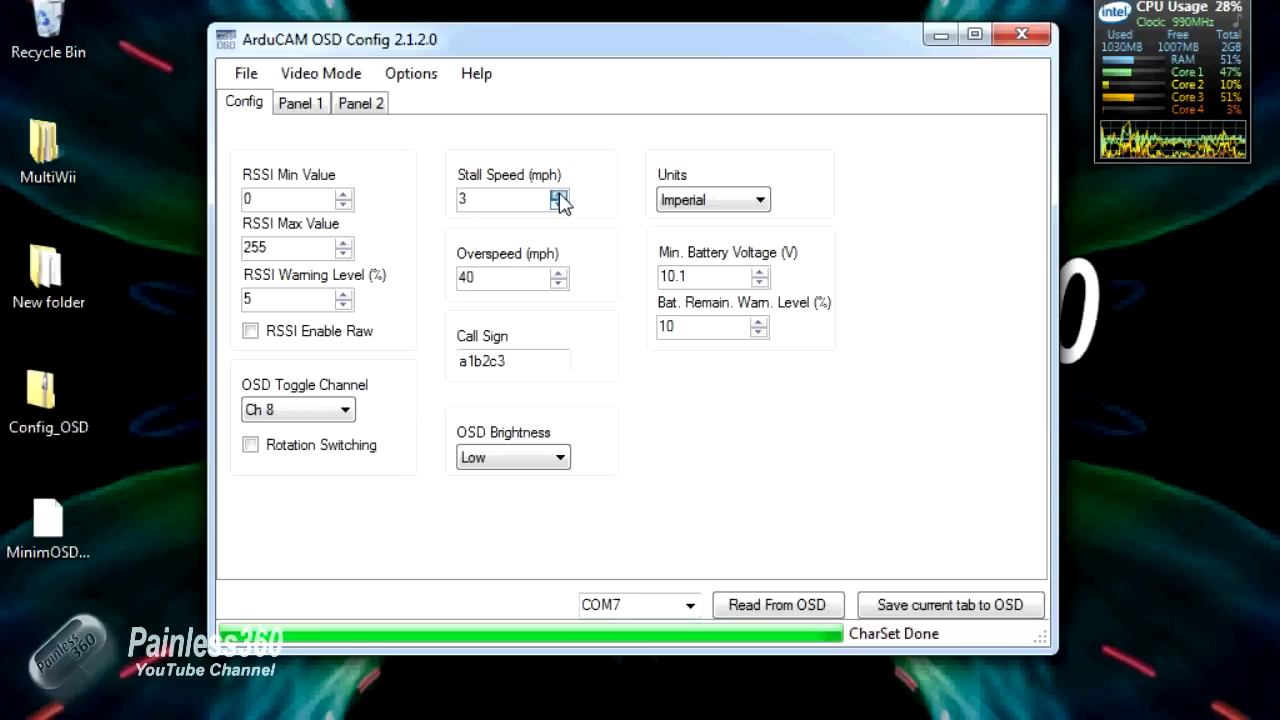 Recycle Bin
MultiWii
New folder
Config_OSD
MinimOSD...
ArduCAM OSD Config 2.1.2.0
File Video Mode Options Help
Config Panel 1 Panel 2
RSSI Min Value
0
RSSI Max Value
255
RSSI Warning Level (%)
5
RSSI Enable Raw
OSD Toggle Channel
Ch 8
Rotation Switching
Stall Speed (mph)
3
Overspeed (mph)
40
Call Sign
a1b2c3
OSD Brightness
Low
Units
Imperial
Min. Battery Voltage (V)
10.1
Bat. Remain. Warn. Level (%)
10
COM7 Read From OSD Save current tab to OSD
CharSet Done
intel CPU Usage 28%
Clock: 990MHz
Used Free Total
1030MB 1007MB 2GB
RAM 51%
Core 1 47%
Core 2 10%
Core 3 51%
Core 4 3%
0
Painless 360
Painless360
YouTube Channel